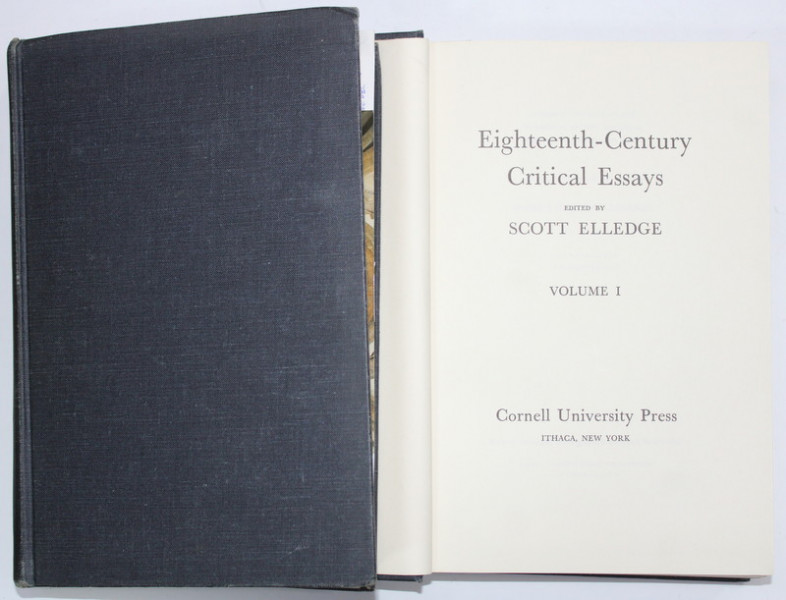 Eighteenth-Century
Critical Essays
EDITED BY
SCOTT ELLEDGE
VOLUME I
Cornell University Press
ITHACA, NEW YORK